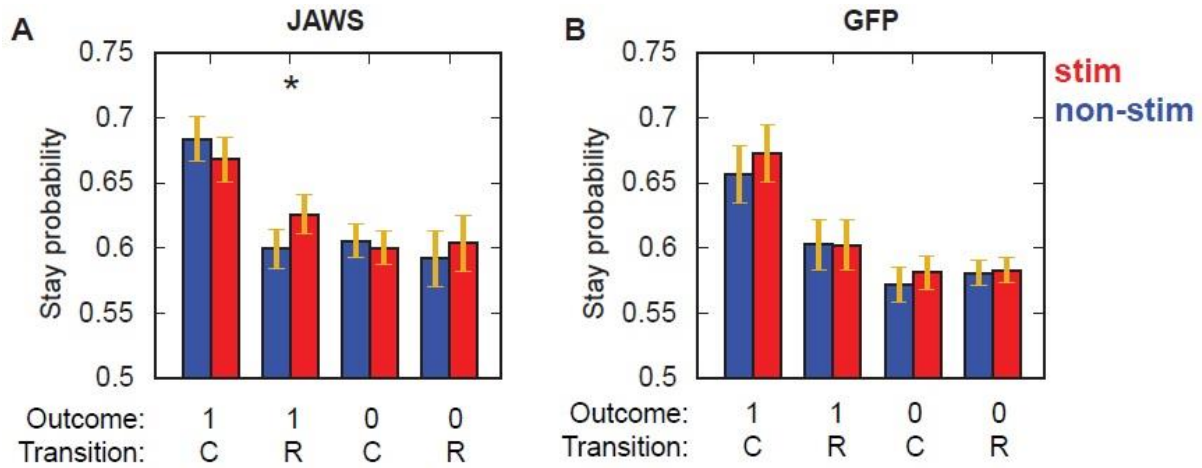 A
JAWS
0.75
0.7
0.65
0.6
0.55
0.5
Stay probability
*
Outcome: 1 1 0 0
Transition: C R C R
B
GFP
0.75
0.7
0.65
0.6
0.55
0.5
Stay probability
Outcome: 1 1 0 0
Transition: C R C R
stim
non-stim